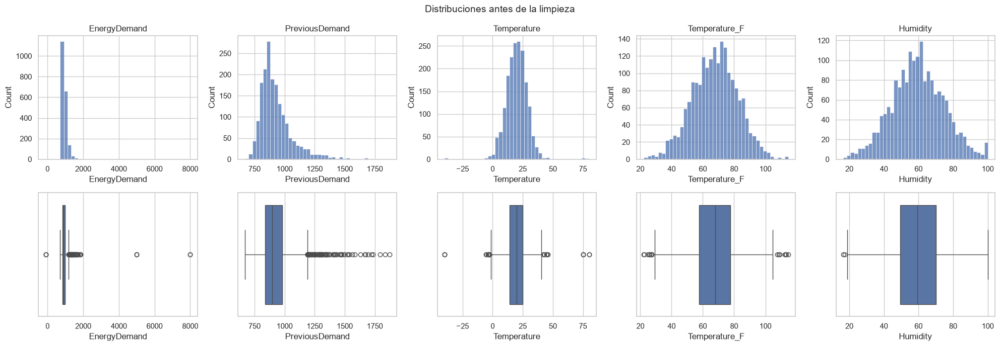 Distribuciones antes de la limpieza
EnergyDemand PreviousDemand Temperature Temperature_F Humidity
Count
1000
800
600
400
200
0
0 2000 4000 6000 8000
EnergyDemand
Count
250
200
150
100
50
0
750 1000 1250 1500 1750
PreviousDemand
Count
250
200
150
100
50
0
−25 0 25 50 75
Temperature
Count
140
120
100
80
60
40
20
0
20 40 60 80 100
Temperature_F
Count
120
100
80
60
40
20
0
20 40 60 80 100
Humidity
0 2000 4000 6000 8000
EnergyDemand
750 1000 1250 1500 1750
PreviousDemand
−25 0 25 50 75
Temperature
20 40 60 80 100
Temperature_F
20 40 60 80 100
Humidity